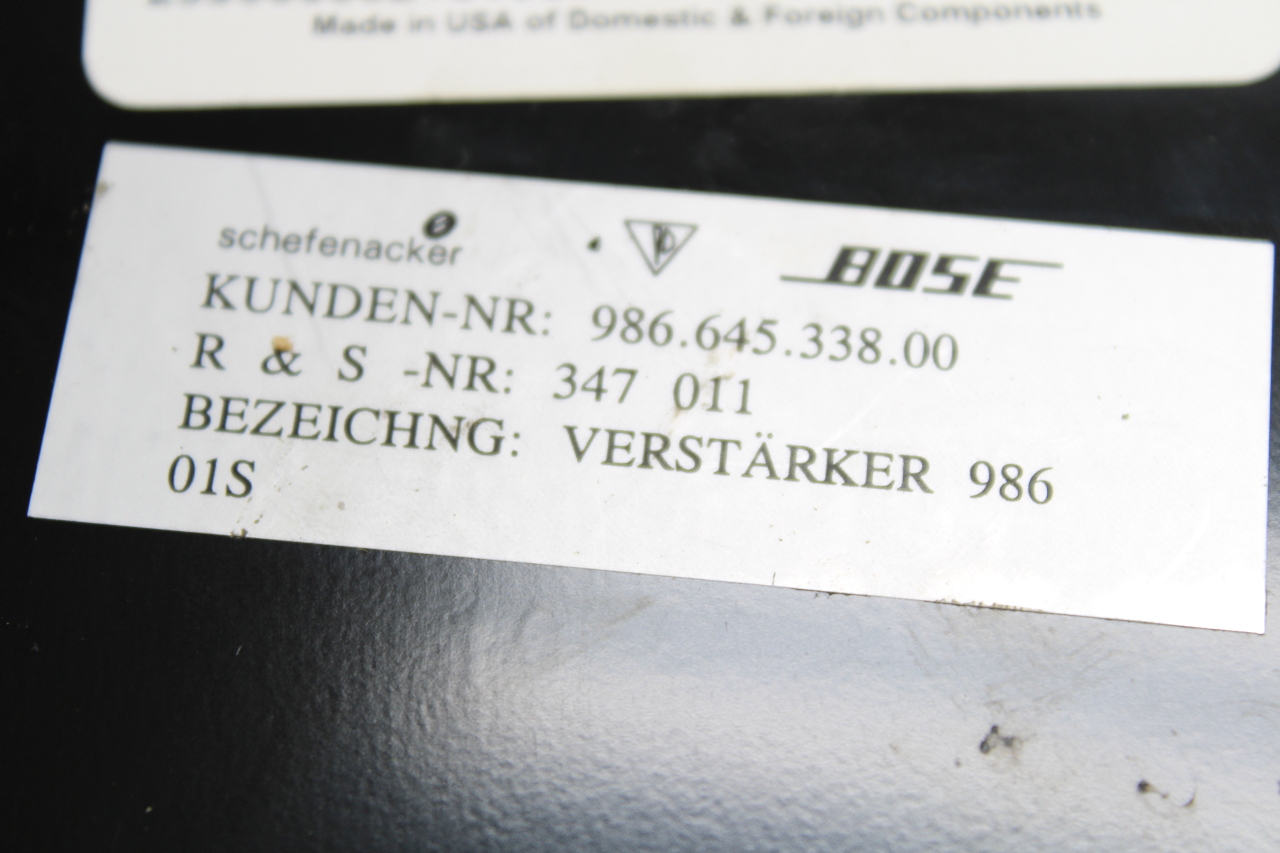 Made in USA of Domestic & Foreign Components
schefenacker BOSE
KUNDEN-NR: 986.645.338.00
R & S -NR: 347 011
BEZEICHNG: VERSTÄRKER 986
01S